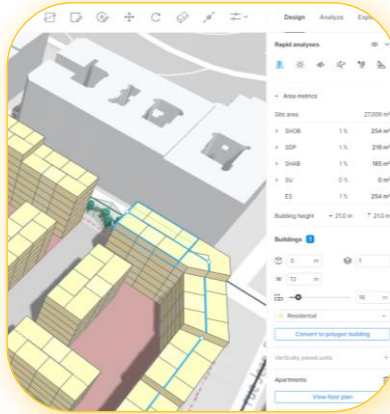 Design Analyze
Rapid analyses
Area metrics
Site area 27,009 m²
SHOB 1 % 254 m²
SDP 1 % 219 m²
SHAB 1 % 185 m²
SU 0 % 0 m²
ES 1 % 254 m²
Building height 21.0 m 21.0 m
Buildings 1
3 m 1
12 m
16 m
Residential
Convert to polygon building
Vertically joined units
Apartments
View floor plan